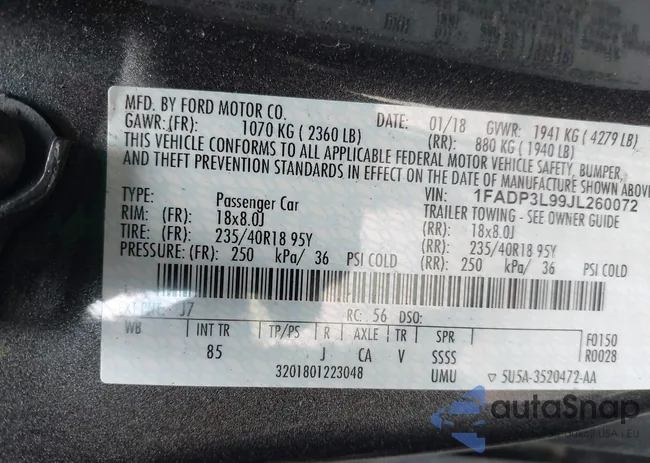 MFD. BY FORD MOTOR CO.
DATE: 01/18 GVWR: 1941 KG ( 4279 LB)
GAWR: (FR): 1070 KG ( 2360 LB) (RR): 880 KG ( 1940 LB)
THIS VEHICLE CONFORMS TO ALL APPLICABLE FEDERAL MOTOR VEHICLE SAFETY, BUMPER,
AND THEFT PREVENTION STANDARDS IN EFFECT ON THE DATE OF MANUFACTURE SHOWN ABOVE
VIN: 1FADP3L99JL260072
TYPE: Passenger Car TRAILER TOWING - SEE OWNER GUIDE
RIM: (FR): 18x8.0J (RR): 18x8.0J
TIRE: (FR): 235/40R18 95Y (RR): 235/40R18 95Y
PRESSURE: (FR): 250 kPa/ 36 PSI COLD (RR): 250 kPa/ 36 PSI COLD
J7 RC: 56 DSO:
WB INT TR TP/PS R AXLE TR SPR F0150
85 J CA V SSSS R0028
3201801223048 UMU ▽ 5U5A-3520472-AA
autoSnap